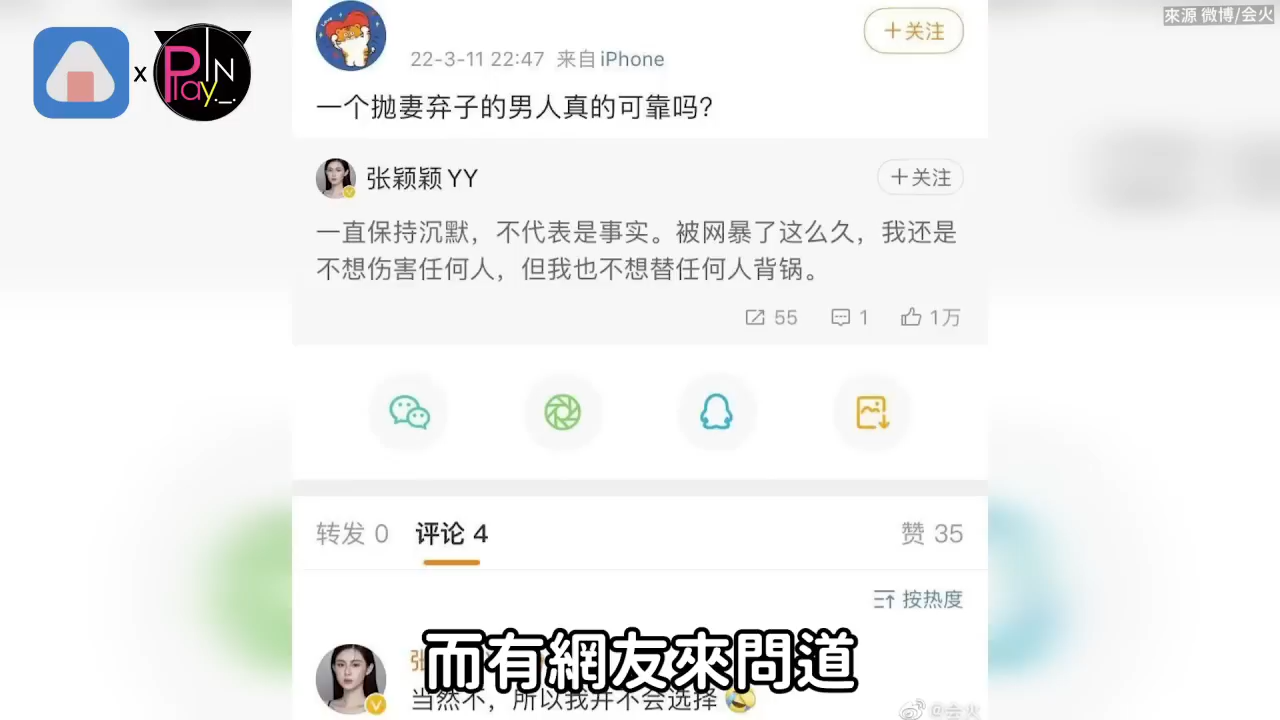 來源 微博/会火
x
PlayIN
22-3-11 22:47 来自 iPhone
+关注
一个抛妻弃子的男人真的可靠吗?
张颖颖YY
+关注
一直保持沉默，不代表是事实。被网暴了这么久，我还是
不想伤害任何人，但我也不想替任何人背锅。
55 1 1万
转发 0 评论 4 赞 35
按热度
张
而有網友來問道
当然不，所以我并不会选择
@会火